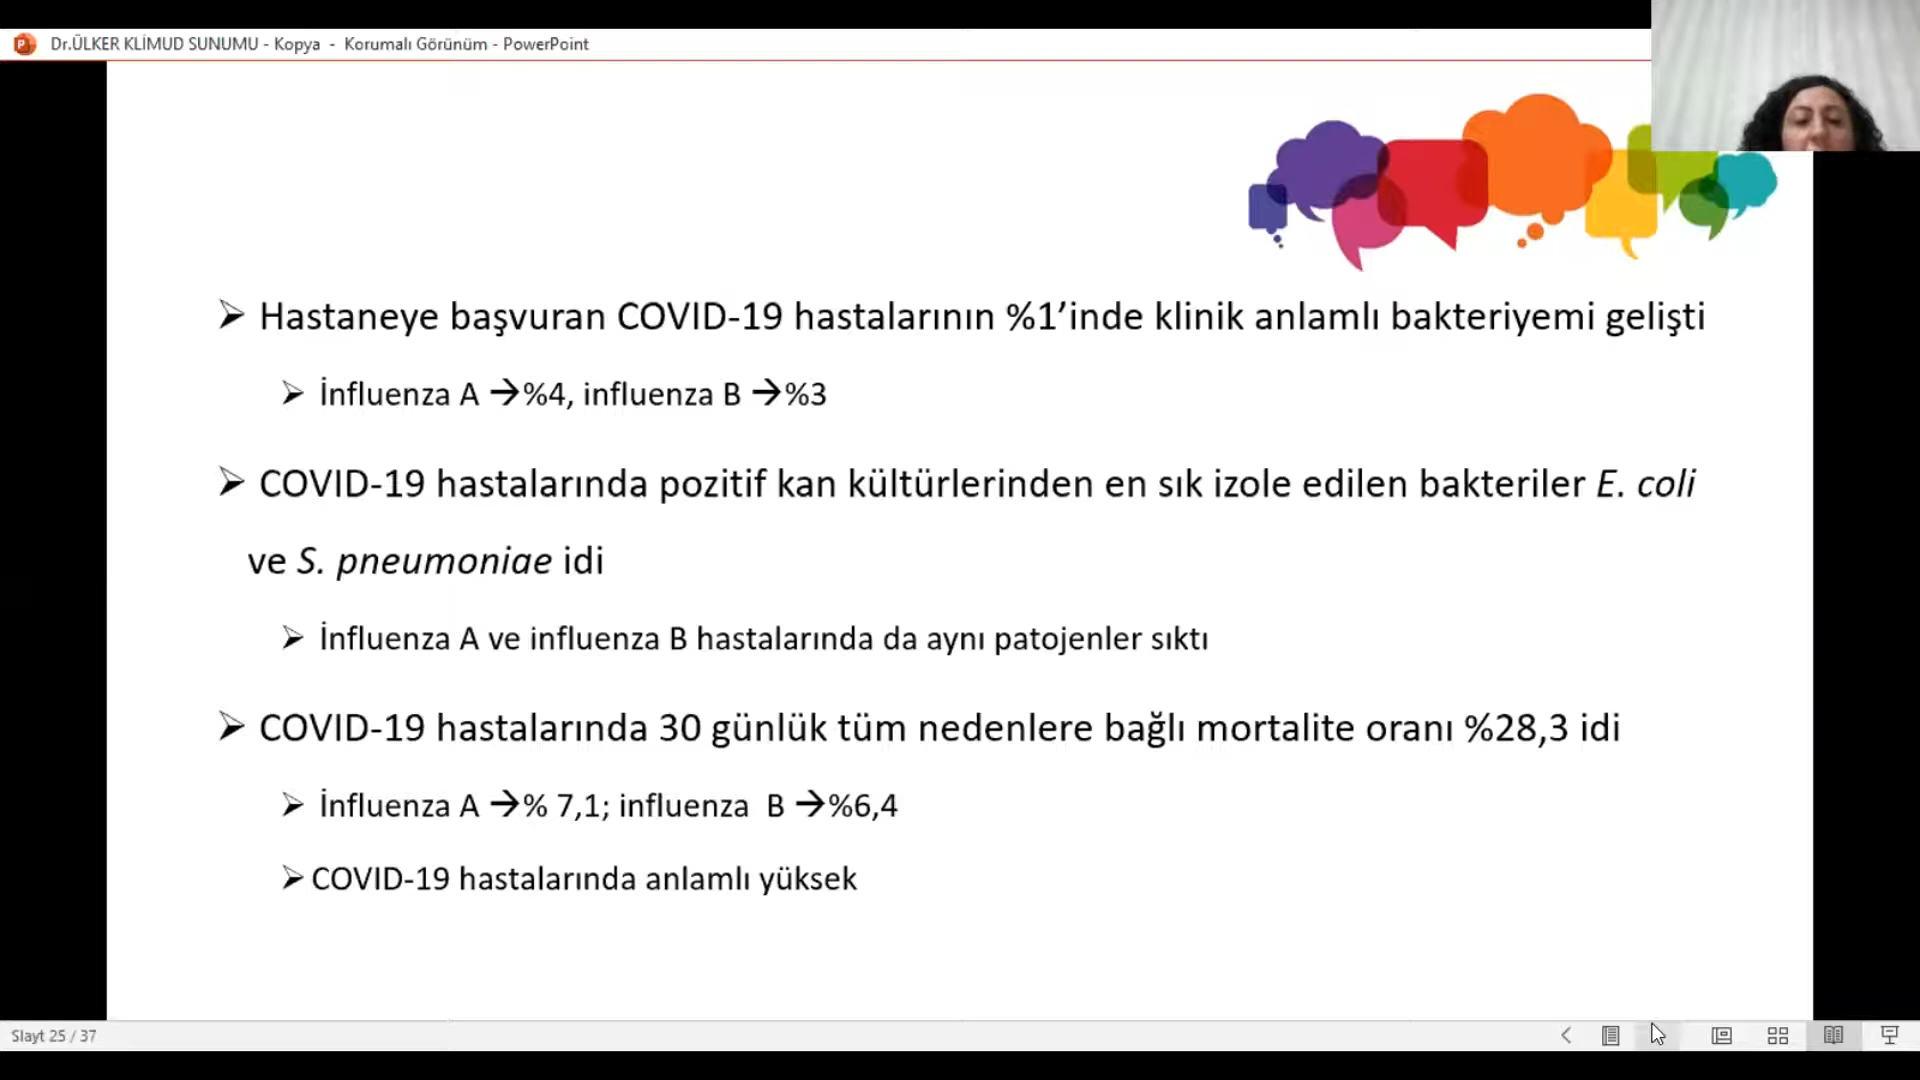 Dr.ÜLKER KLİMUD SUNUMU - Kopya - Korumalı Görünüm - PowerPoint
Hastaneye başvuran COVID-19 hastalarının %1’inde klinik anlamlı bakteriyemi gelişti
İnfluenza A →%4, influenza B →%3
COVID-19 hastalarında pozitif kan kültürlerinden en sık izole edilen bakteriler E. coli
ve S. pneumoniae idi
İnfluenza A ve influenza B hastalarında da aynı patojenler sıktı
COVID-19 hastalarında 30 günlük tüm nedenlere bağlı mortalite oranı %28,3 idi
İnfluenza A →% 7,1; influenza B →%6,4
COVID-19 hastalarında anlamlı yüksek
Slayt 25 / 37